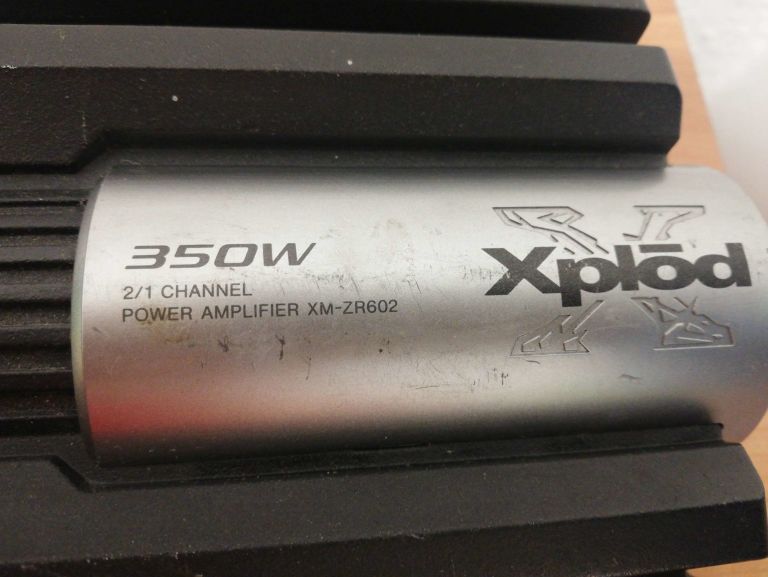 350W
2/1 CHANNEL
POWER AMPLIFIER XM-ZR602
Xplōd